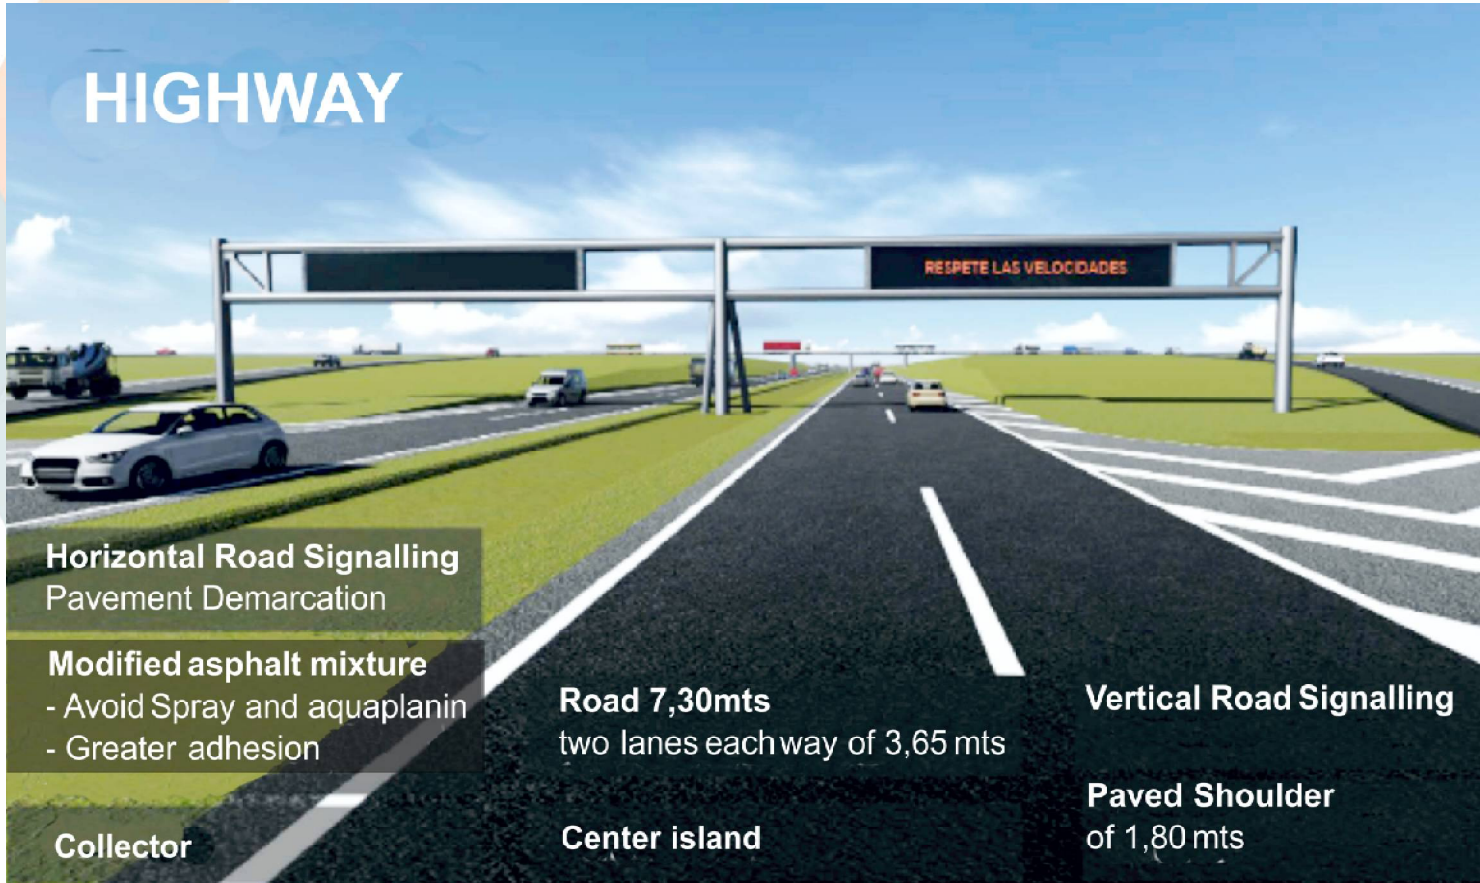 HIGHWAY
RESPETE LAS VELOCIDADES
Horizontal Road Signalling
Pavement Demarcation
Modified asphalt mixture
- Avoid Spray and aquaplanin
- Greater adhesion
Collector
Road 7,30mts
two lanes each way of 3,65 mts
Center island
Vertical Road Signalling
Paved Shoulder
of 1,80 mts